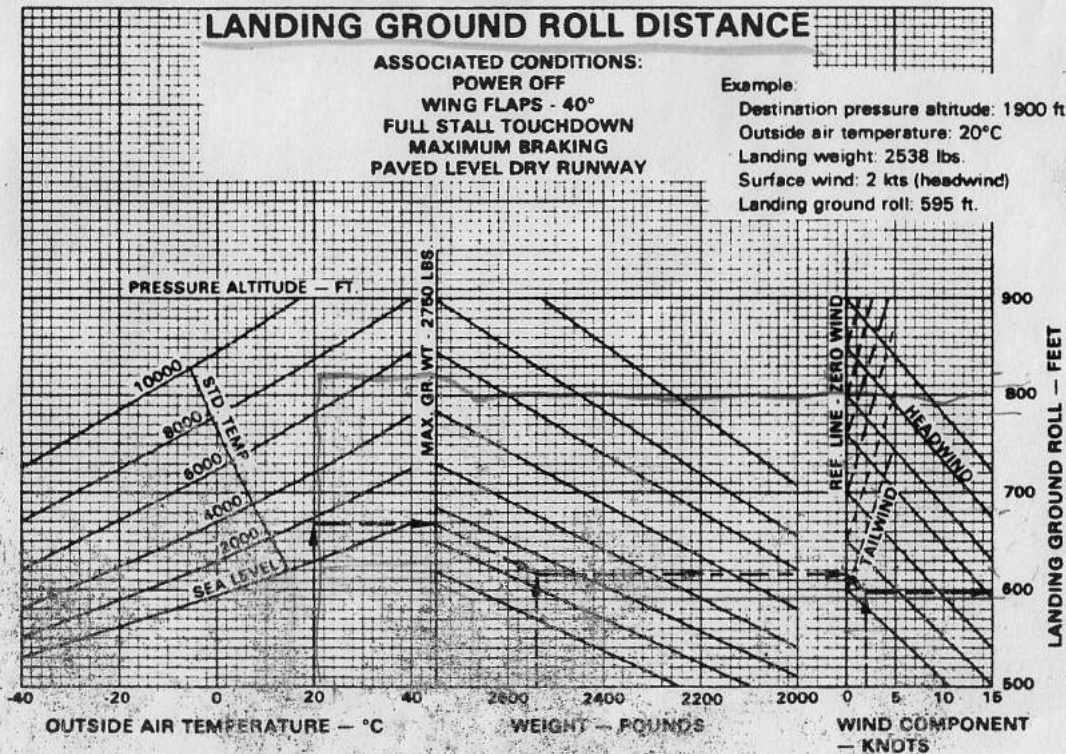 LANDING GROUND ROLL DISTANCE
ASSOCIATED CONDITIONS:
POWER OFF
WING FLAPS - 40°
FULL STALL TOUCHDOWN
MAXIMUM BRAKING
PAVED LEVEL DRY RUNWAY
Example:
Destination pressure altitude: 1900 ft
Outside air temperature: 20°C
Landing weight: 2538 lbs.
Surface wind: 2 kts (headwind)
Landing ground roll: 595 ft.
PRESSURE ALTITUDE — FT.
10000
8000
6000
4000
2000
SEA LEVEL
STD. TEMP
MAX. GR. WT - 2750 LBS.
REF. LINE - ZERO WIND
HEADWIND
TAILWIND
900
800
700
600
500
LANDING GROUND ROLL — FEET
-40 -20 0 20 40 2600 2400 2200 2000 0 5 10 15
OUTSIDE AIR TEMPERATURE — °C
WEIGHT — POUNDS
WIND COMPONENT
— KNOTS